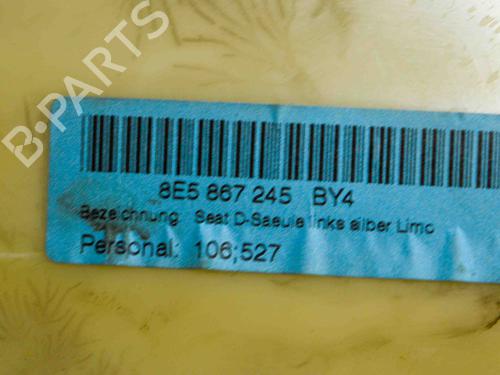 B-PARTS
8E5 867 245 BY4
Bezeichnung: Seat D-Saeule links silber Limo
Personal: 106;527